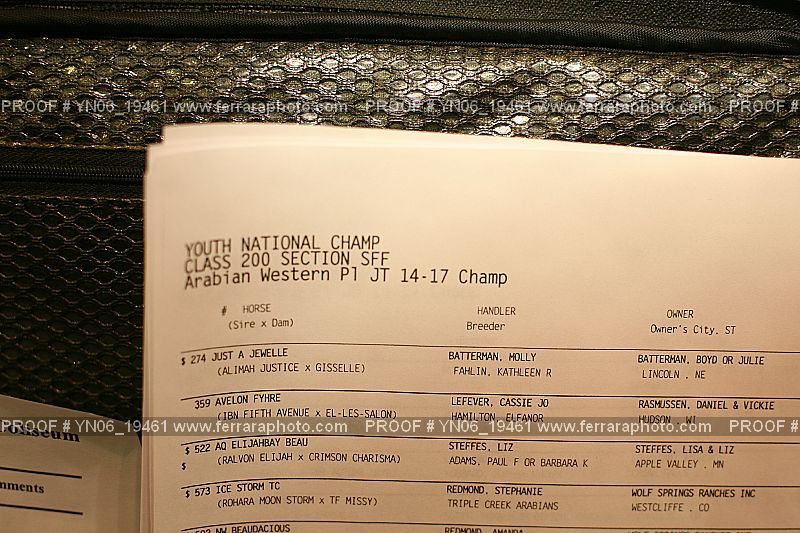 PROOF # YN06_19461 www.ferraraphoto.com PROOF # YN06_19461 www.ferraraphoto.com PROOF #
YOUTH NATIONAL CHAMP
CLASS 200 SECTION SFF
Arabian Western Pl JT 14-17 Champ
# HORSE HANDLER OWNER
(Sire x Dam) Breeder Owner's City, ST
$ 274 JUST A JEWELLE BATTERMAN, HOLLY BATTERMAN, BOYD OR JULIE
(ALIMAH JUSTICE x GISSELLE) FAHLIN, KATHLEEN R LINCOLN , NE
359 AVELON FYHRE LEFEVER, CASSIE JO RASMUSSEN, DANIEL & VICKIE
(IBN FIFTH AVENUE x EL-LES-SALON) HAMILTON, ELEANOR HUDSON , WI
PROOF # YN06_19461 www.ferraraphoto.com PROOF # YN06_19461 www.ferraraphoto.com PROOF #
$ 522 AQ ELIJAHBAY BEAU STEFFES, LIZ STEFFES, LISA & LIZ
$ (RALVON ELIJAH x CRIMSON CHARISMA) ADAMS, PAUL F OR BARBARA K APPLE VALLEY , MN
$ 573 ICE STORM TC REDMOND, STEPHANIE WOLF SPRINGS RANCHES INC
(ROHARA MOON STORM x TF MISSY) TRIPLE CREEK ARABIANS WESTCLIFFE , CO
NW BEAUDACIOUS REDMOND, AMANDA WOLF SPRINGS RANCHES INC